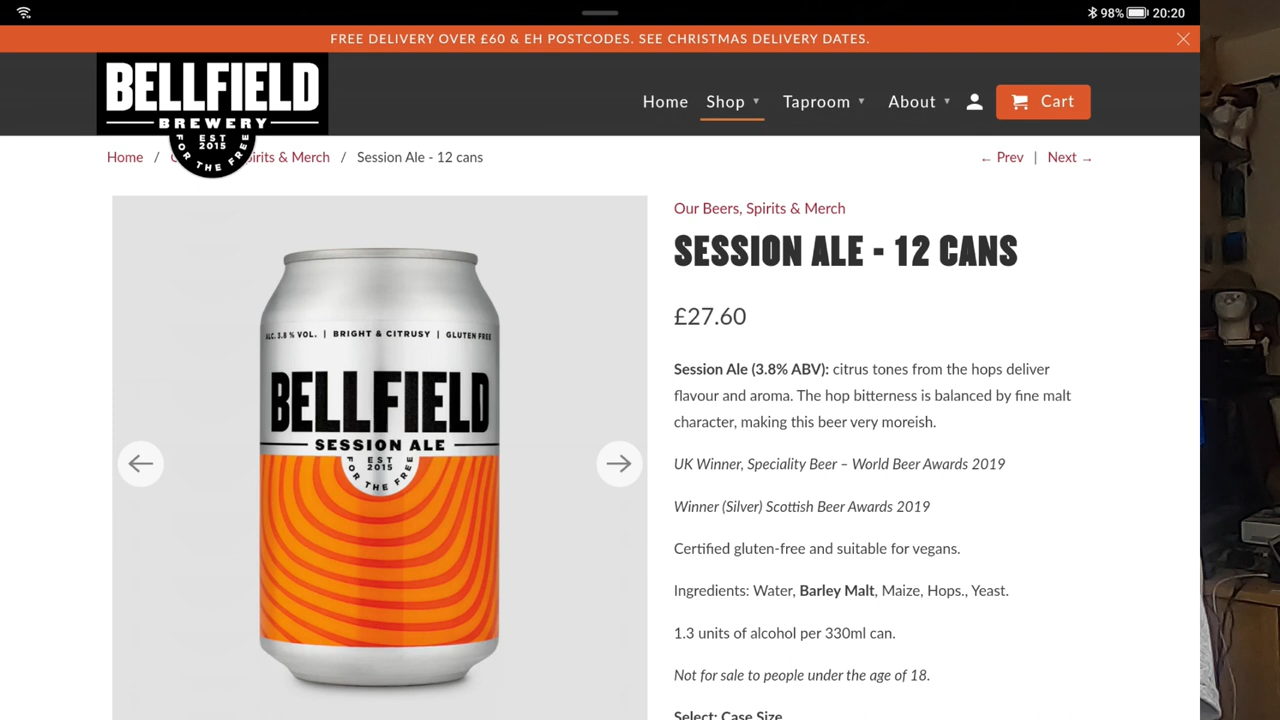 98% 20:20
FREE DELIVERY OVER £60 & EH POSTCODES. SEE CHRISTMAS DELIVERY DATES.
BELLFIELD
BREWERY
EST
2015
FOR THE FREE
Home Shop Taproom About Cart
Home / irits & Merch / Session Ale - 12 cans
← Prev | Next →
ALC. 3.8 % VOL. | BRIGHT & CITRUSY | GLUTEN FREE
BELLFIELD
SESSION ALE
EST
2015
FOR THE FREE
Our Beers, Spirits & Merch
SESSION ALE - 12 CANS
£27.60
Session Ale (3.8% ABV): citrus tones from the hops deliver
flavour and aroma. The hop bitterness is balanced by fine malt
character, making this beer very moreish.
UK Winner, Speciality Beer – World Beer Awards 2019
Winner (Silver) Scottish Beer Awards 2019
Certified gluten-free and suitable for vegans.
Ingredients: Water, Barley Malt, Maize, Hops., Yeast.
1.3 units of alcohol per 330ml can.
Not for sale to people under the age of 18.
Select: Case Size